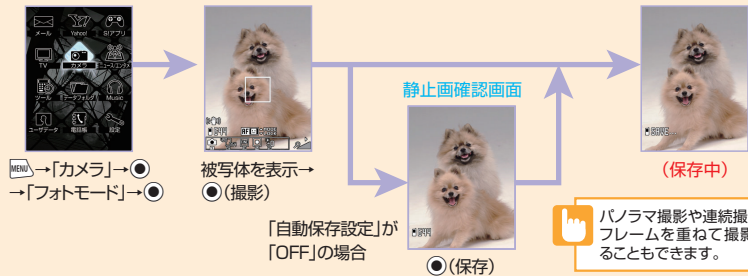 メール Yahoo! S!アプリ
TV カメラ ニュース/エンタメ
ツール データフォルダ Music
ユーザデータ 電話帳 設定
MENU→「カメラ」→◉
→「フォトモード」→◉
被写体を表示→
◉(撮影)
静止画確認画面
「自動保存設定」が
「OFF」の場合
◉(保存)
SAVE...
(保存中)
パノラマ撮影や連続撮
フレームを重ねて撮影
ることもできます。